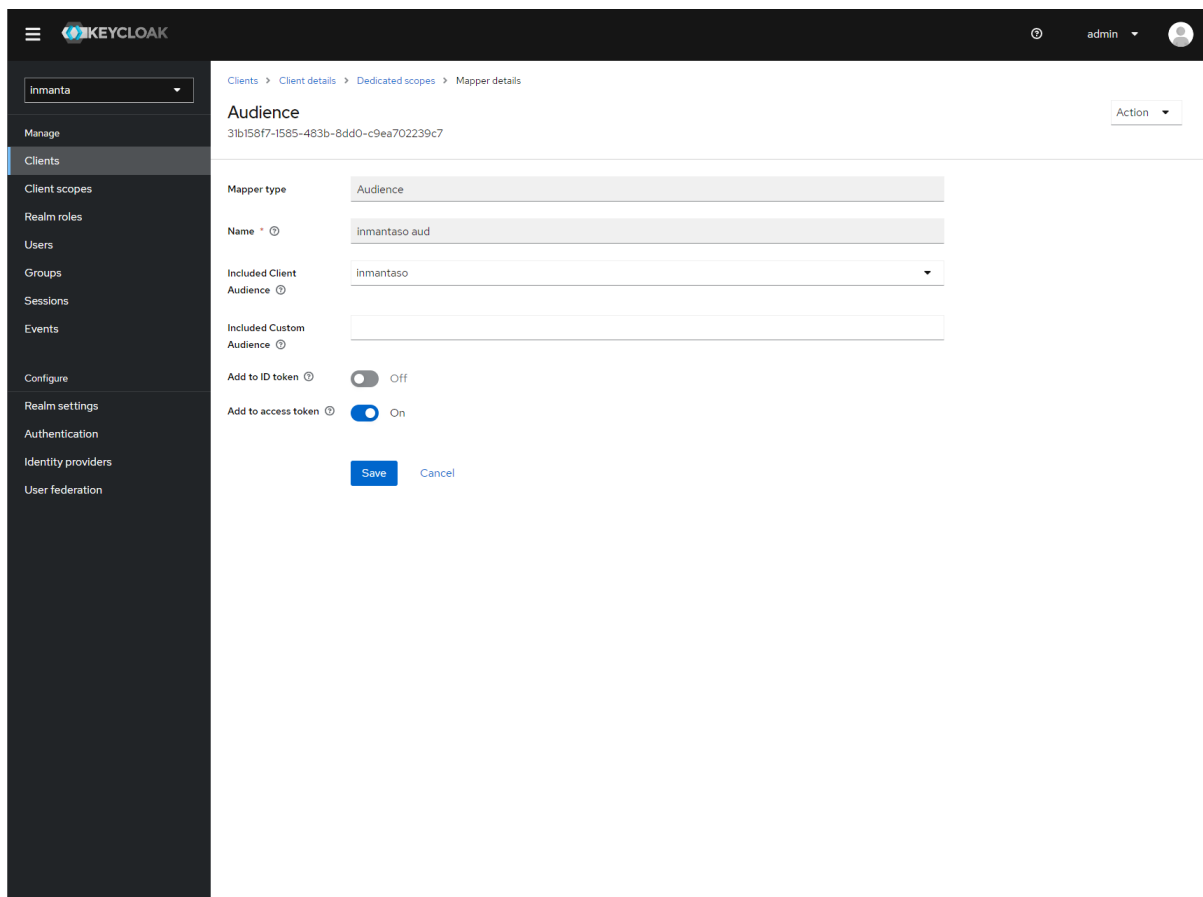 KEYCLOAK
admin
inmanta
Manage
Clients
Client scopes
Realm roles
Users
Groups
Sessions
Events
Configure
Realm settings
Authentication
Identity providers
User federation
Clients > Client details > Dedicated scopes > Mapper details
Audience
31b158f7-1585-483b-8dd0-c9ea702239c7
Action
Mapper type
Audience
Name *
inmantaso aud
Included Client
Audience
inmantaso
Included Custom
Audience
Add to ID token
Off
Add to access token
On
Save
Cancel